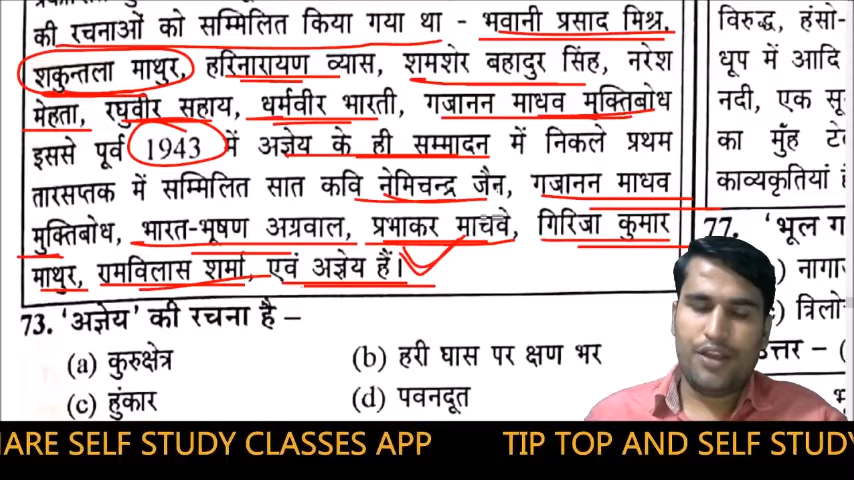 की रचनाओं को सम्मिलित किया गया था - भवानी प्रसाद मिश्र,
शकुन्तला माथुर, हरिनारायण व्यास, शमशेर बहादुर सिंह, नरेश
मेहता, रघुवीर सहाय, धर्मवीर भारती, गजानन माधव मुक्तिबोध
इससे पूर्व 1943 में अज्ञेय के ही सम्पादन में निकले प्रथम
तारसप्तक में सम्मिलित सात कवि नेमिचन्द्र जैन, गजानन माधव
मुक्तिबोध, भारत-भूषण अग्रवाल, प्रभाकर माचवे, गिरिजा कुमार
माथुर, रामविलास शर्मा, एवं अज्ञेय हैं।
73. 'अज्ञेय' की रचना है –
(a) कुरुक्षेत्र (b) हरी घास पर क्षण भर
(c) हुंकार (d) पवनदूत
विरुद्ध, हंसो-
धूप में आदि
नदी, एक सू
का मुँह टे
काव्यकृतियां
77. 'भूल ग
) नागा
) त्रिलो
त्तर – (
HARE SELF STUDY CLASSES APP TIP TOP AND SELF STUDY